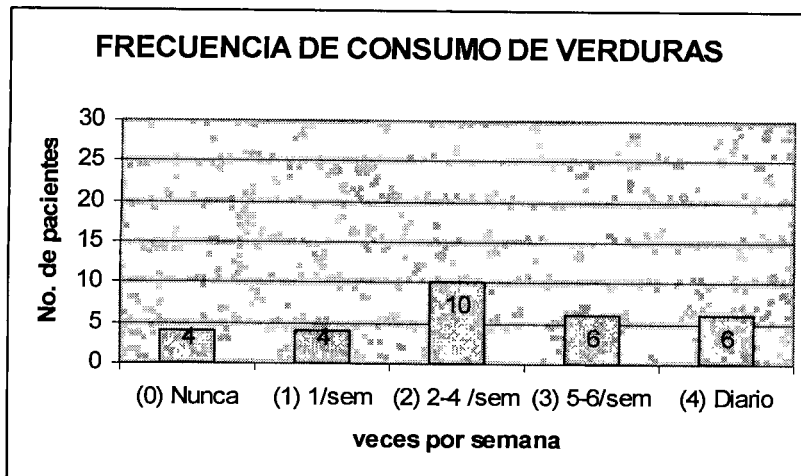 FRECUENCIA DE CONSUMO DE VERDURAS
No. de pacientes
30
25
20
15
10
5
0
4
4
10
6
6
(0) Nunca
(1) 1/sem
(2) 2-4 /sem
(3) 5-6/sem
(4) Diario
veces por semana